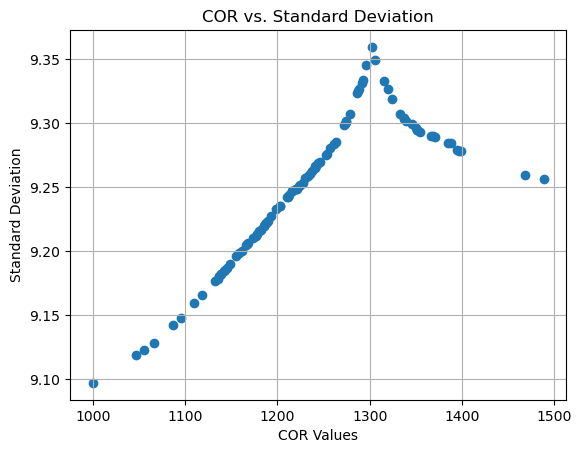 COR vs. Standard Deviation
Standard Deviation
9.35
9.30
9.25
9.20
9.15
9.10
1000 1100 1200 1300 1400 1500
COR Values